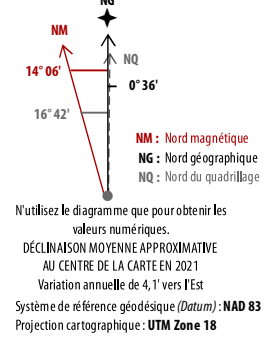 NG
NM
NQ
14° 06'
0° 36'
16° 42'
NM : Nord magnétique
NG : Nord géographique
NQ : Nord du quadrillage
N'utilisez le diagramme que pour obtenir les
valeurs numériques.
DÉCLINAISON MOYENNE APPROXIMATIVE
AU CENTRE DE LA CARTE EN 2021
Variation annuelle de 4,1' vers l'Est
Système de référence géodésique (Datum) : NAD 83
Projection cartographique : UTM Zone 18